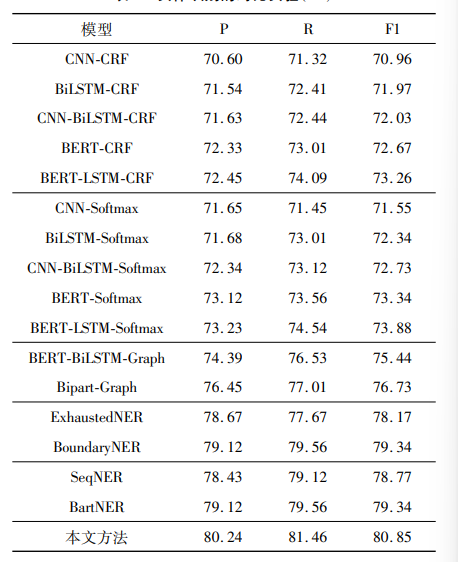 模型 P R F1
CNN-CRF 70.60 71.32 70.96
BiLSTM-CRF 71.54 72.41 71.97
CNN-BiLSTM-CRF 71.63 72.44 72.03
BERT-CRF 72.33 73.01 72.67
BERT-LSTM-CRF 72.45 74.09 73.26
CNN-Softmax 71.65 71.45 71.55
BiLSTM-Softmax 71.68 73.01 72.34
CNN-BiLSTM-Softmax 72.34 73.12 72.73
BERT-Softmax 73.12 73.56 73.34
BERT-LSTM-Softmax 73.23 74.54 73.88
BERT-BiLSTM-Graph 74.39 76.53 75.44
Bipart-Graph 76.45 77.01 76.73
ExhaustedNER 78.67 77.67 78.17
BoundaryNER 79.12 79.56 79.34
SeqNER 78.43 79.12 78.77
BartNER 79.12 79.56 79.34
本文方法 80.24 81.46 80.85